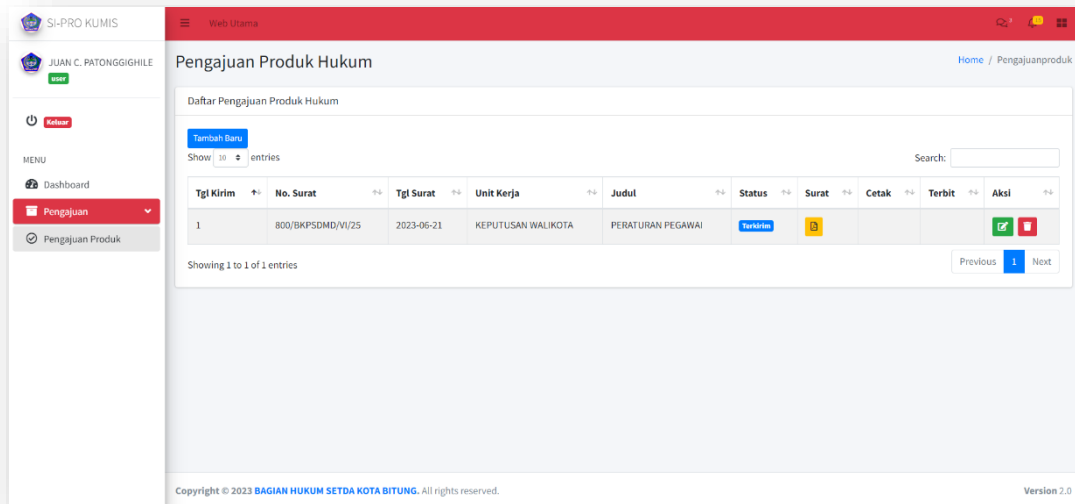 SI-PRO KUMIS
Web Utama
JUAN C. PATONGGIGHILE
user
Keluar
MENU
Dashboard
Pengajuan
Pengajuan Produk
Pengajuan Produk Hukum
Home / Pengajuanproduk
Daftar Pengajuan Produk Hukum
Tambah Baru
Show 10 entries
Search:
Tgl Kirim No. Surat Tgl Surat Unit Kerja Judul Status Surat Cetak Terbit Aksi
1 800/BKPSDMD/VI/25 2023-06-21 KEPUTUSAN WALIKOTA PERATURAN PEGAWAI Terkirim
Showing 1 to 1 of 1 entries
Previous 1 Next
Copyright © 2023 BAGIAN HUKUM SETDA KOTA BITUNG. All rights reserved.
Version 2.0